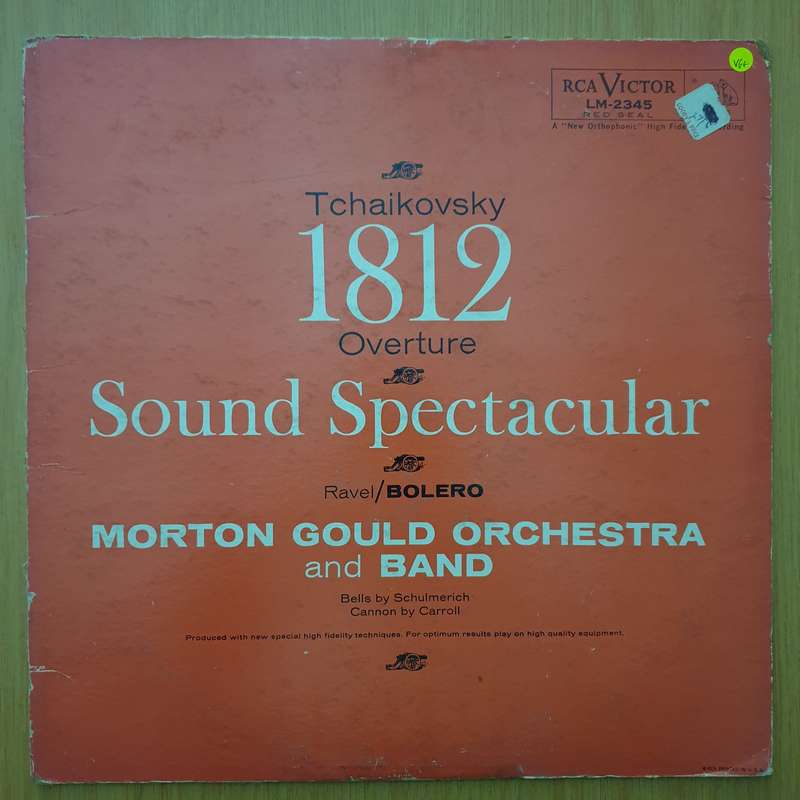 VG+
RCA VICTOR
LM-2345
RED SEAL
A "New Orthophonic" High Fidelity Recording
Tchaikovsky
1812
Overture
Sound Spectacular
Ravel/BOLERO
MORTON GOULD ORCHESTRA
and BAND
Bells by Schulmerich
Cannon by Carroll
Produced with new special high fidelity techniques. For optimum results play on high quality equipment.